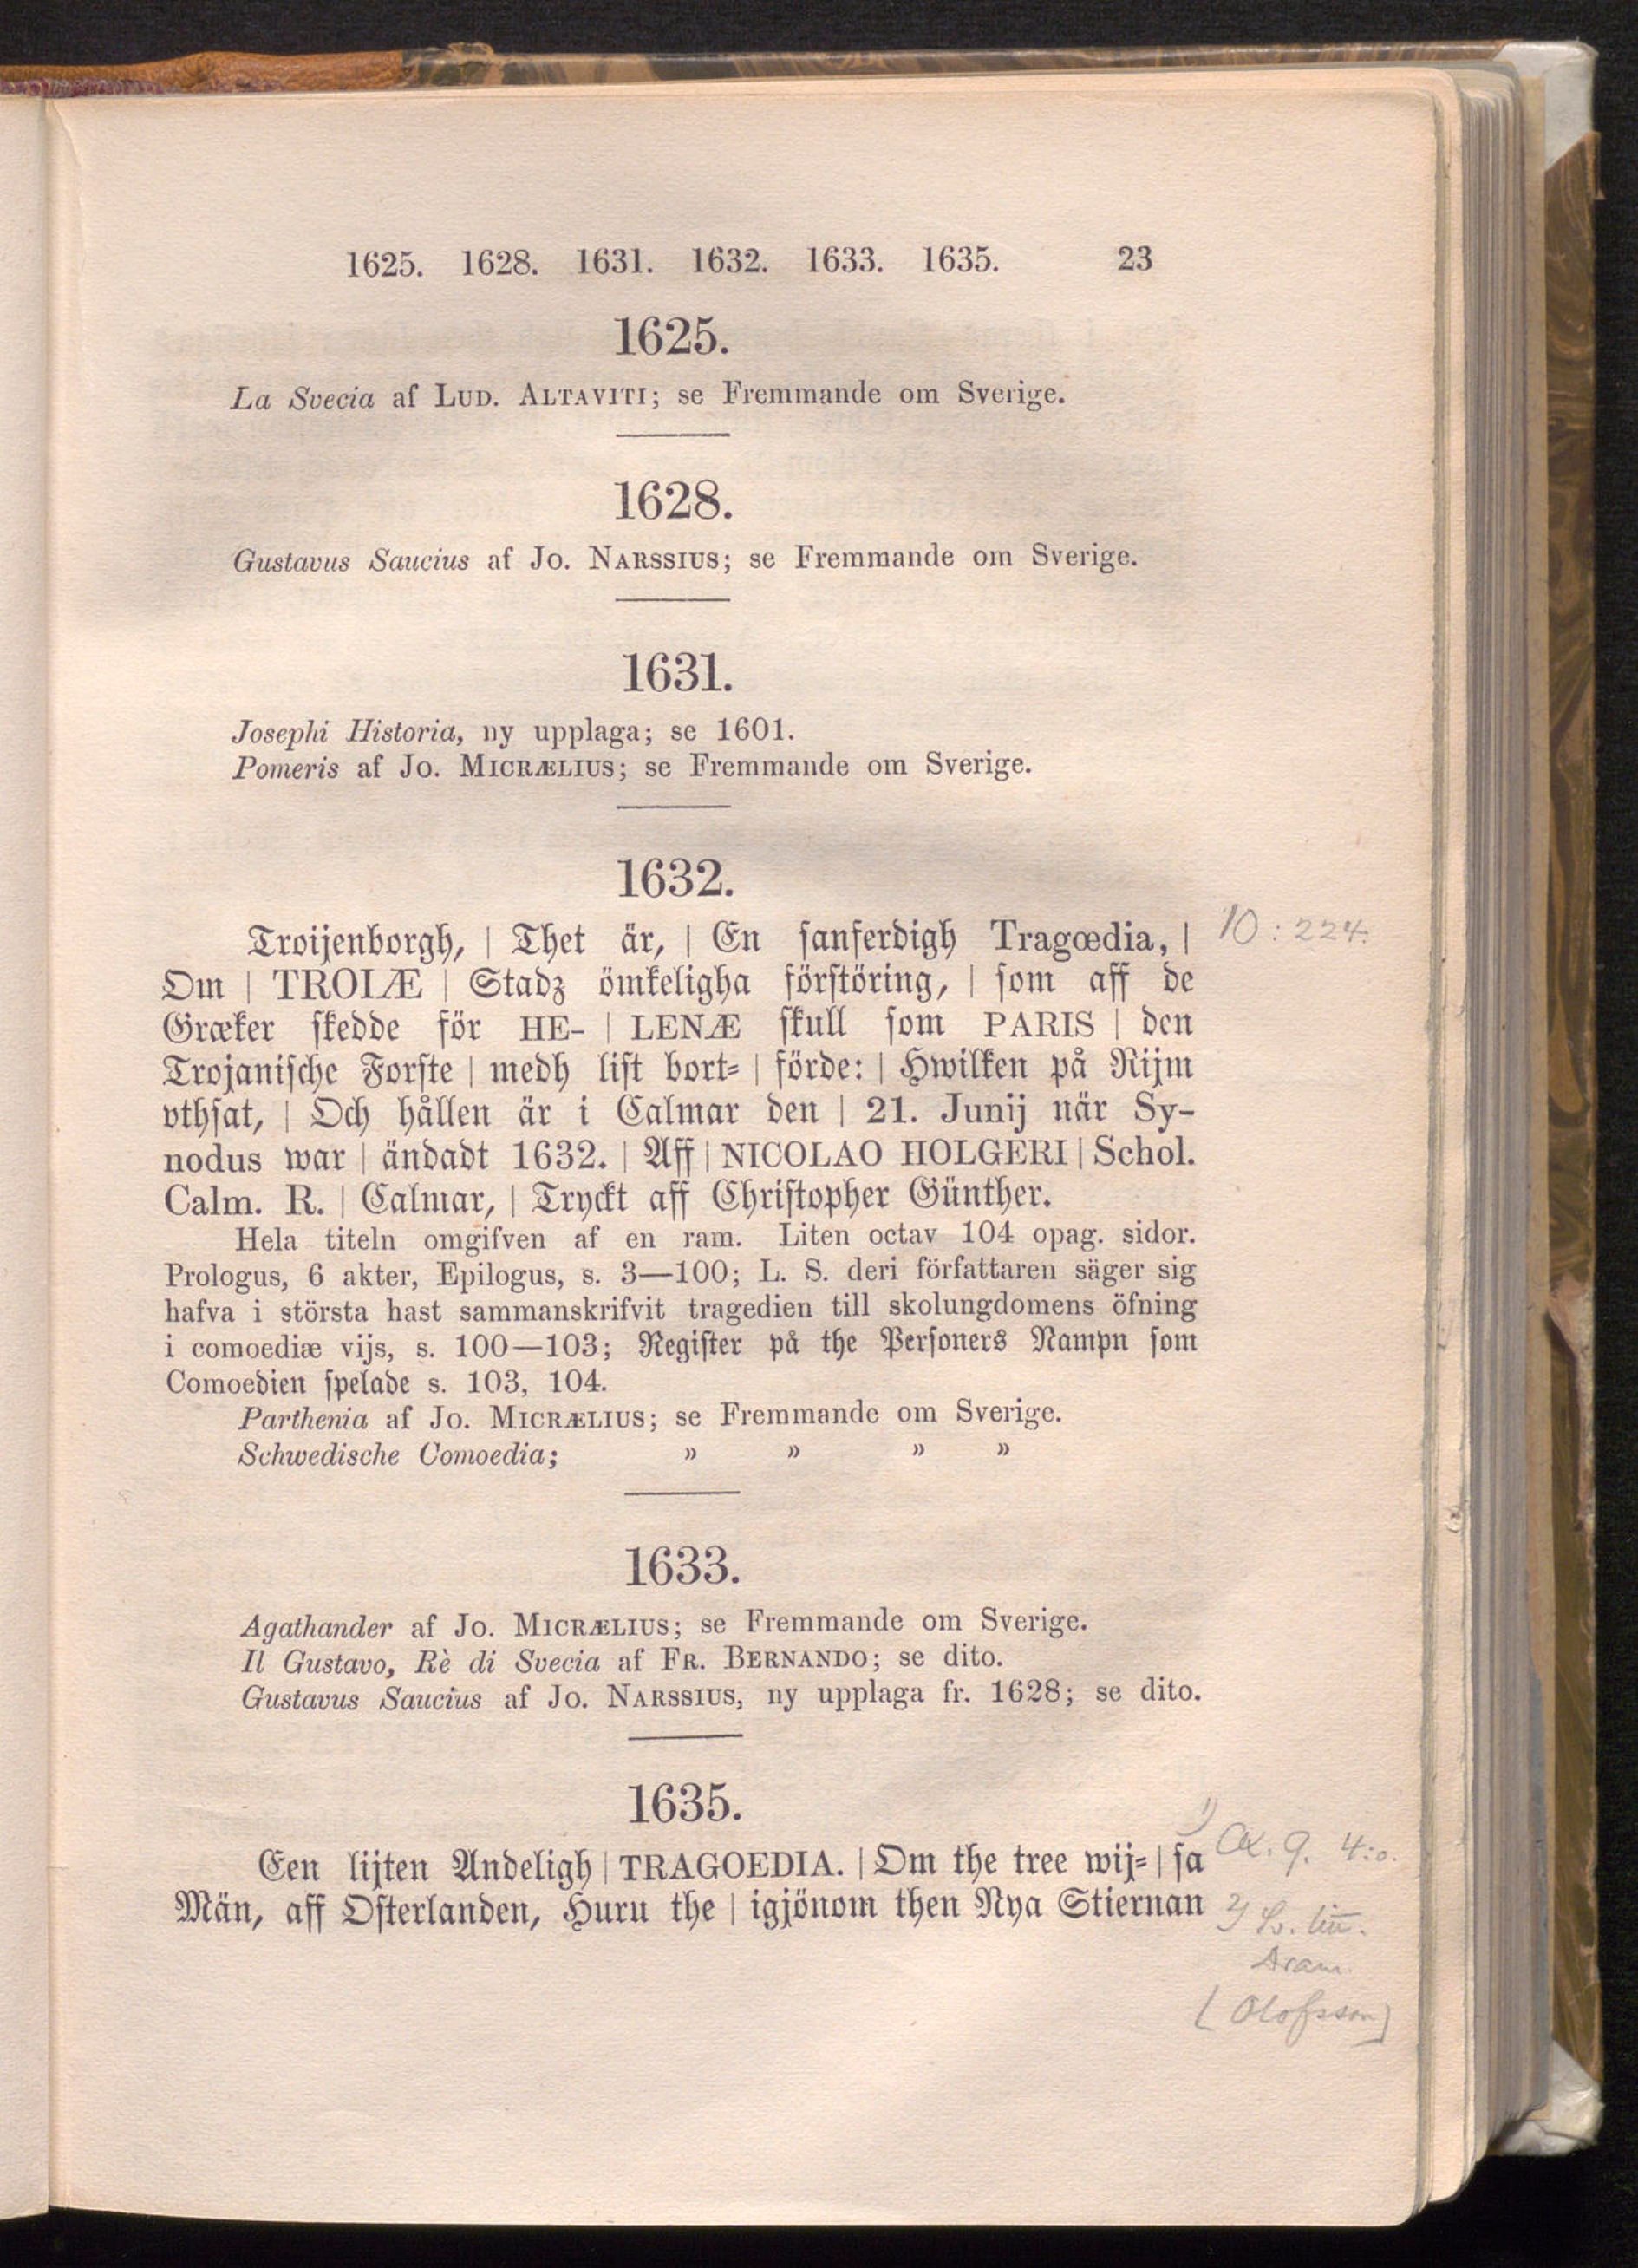 1625. 1628. 1631. 1632. 1633. 1635. 23
1625.
La Svecia af LUD. ALTAVITI; se Fremmande om Sverige.
1628.
Gustavus Saucius af JO. NARSSIUS; se Fremmande om Sverige.
1631.
Josephi Historia, ny upplaga; se 1601.
Pomeris af JO. MICRÆLIUS; se Fremmande om Sverige.
1632.
Troijenborgh, | Thet är, | En sanferdigh Tragœdia, | 10: 224.
Om | TROIÆ | Stadz ömkeligha förstöring, | som aff de
Græker skedde för HE- | LENÆ skull som PARIS | den
Trojanische Forste | medh list bort- | förde: | Hwilken på Rijm
vthsat, | Och hållen är i Calmar den | 21. Junij när Sy-
nodus war | ändadt 1632. | Aff | NICOLAO HOLGERI | Schol.
Calm. R. | Calmar, | Tryckt aff Christopher Günther.
Hela titeln omgifven af en ram. Liten octav 104 opag. sidor.
Prologus, 6 akter, Epilogus, s. 3—100; L. S. deri författaren säger sig
hafva i största hast sammanskrifvit tragedien till skolungdomens öfning
i comoediæ vijs, s. 100—103; Register på the Personers Nampn som
Comoedien spelade s. 103, 104.
Parthenia af JO. MICRÆLIUS; se Fremmande om Sverige.
Schwedische Comoedia; » » » »
1633.
Agathander af JO. MICRÆLIUS; se Fremmande om Sverige.
Il Gustavo, Rè di Svecia af FR. BERNANDO; se dito.
Gustavus Saucius af JO. NARSSIUS, ny upplaga fr. 1628; se dito.
1635.
Een lijten Andeligh | TRAGOEDIA. | Om the tree wij- | sa 1) 9. 4:o.
Män, aff Osterlanden, Huru the | igjönom then Nya Stiernan 2)
Dram.
(Olofsson)